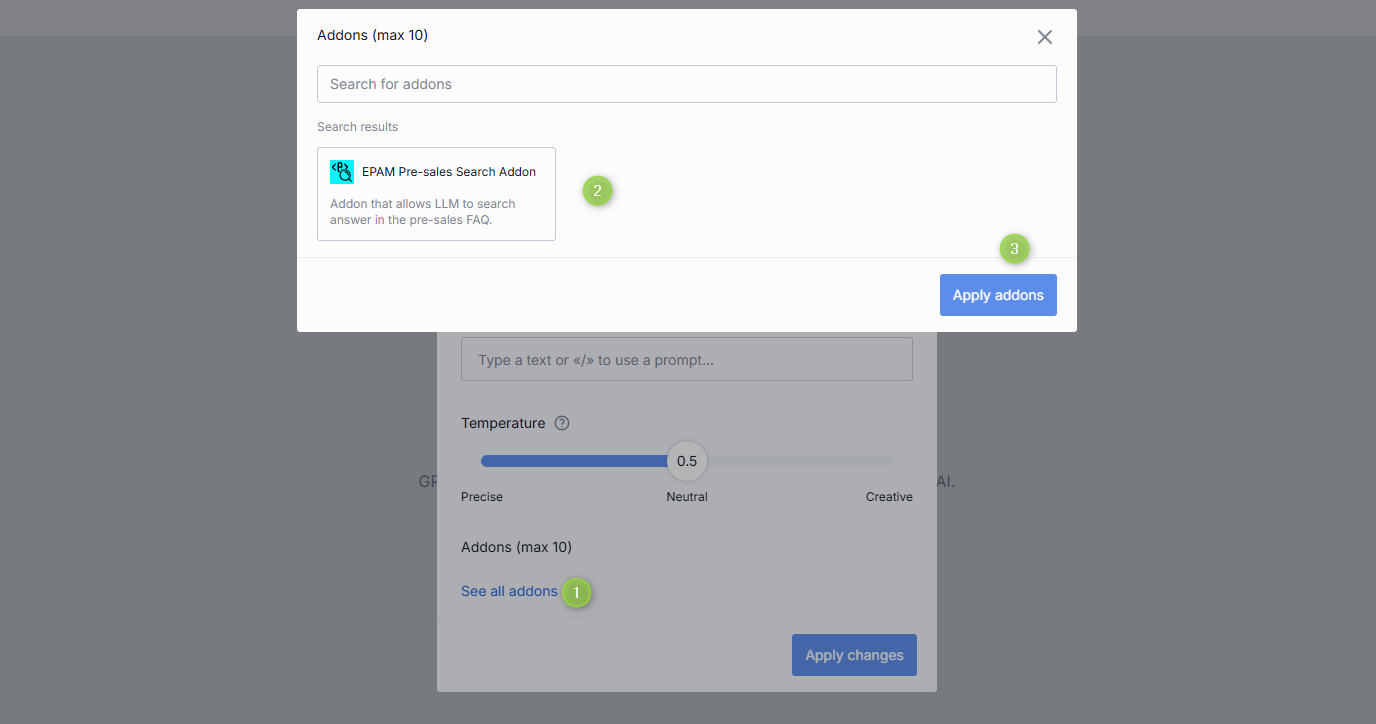 Addons (max 10)
Search for addons
Search results
EPAM Pre-sales Search Addon
Addon that allows LLM to search
answer in the pre-sales FAQ.
2
3
Apply addons
Type a text or «/» to use a prompt...
Temperature ?
0.5
Precise Neutral Creative
AI.
Addons (max 10)
See all addons 1
Apply changes